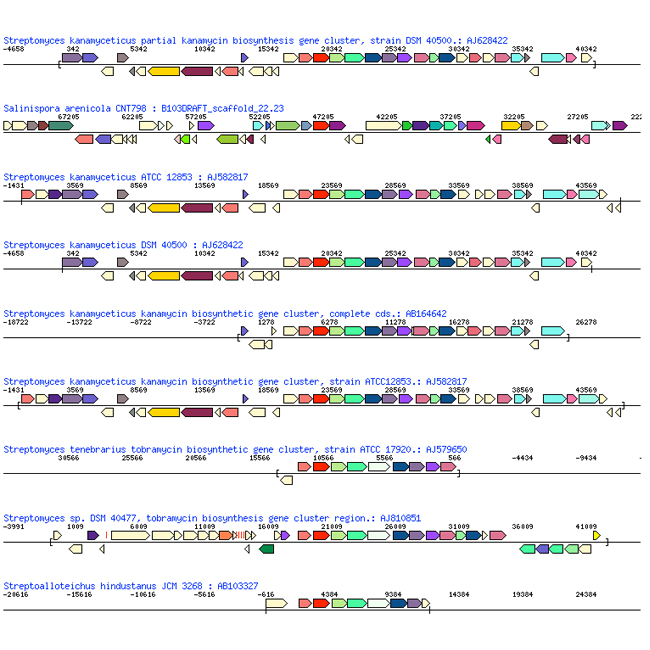 Streptomyces kanamyceticus partial kanamycin biosynthesis gene cluster, strain DSM 40500.: AJ628422
-4658 342 5342 10342 15342 20342 25342 30342 35342 40342
Salinispora arenicola CNT798 : B103DRAFT_scaffold_22.23
67205 62205 57205 52205 47205 42205 37205 32205 27205 222
Streptomyces kanamyceticus ATCC 12853 : AJ582817
-1431 3569 8569 13569 18569 23569 28569 33569 38569 43569
Streptomyces kanamyceticus DSM 40500 : AJ628422
-4658 342 5342 10342 15342 20342 25342 30342 35342 40342
Streptomyces kanamyceticus kanamycin biosynthetic gene cluster, complete cds.: AB164642
-18722 -13722 -8722 -3722 1278 6278 11278 16278 21278 26278
Streptomyces kanamyceticus kanamycin biosynthetic gene cluster, strain ATCC12853.: AJ582817
-1431 3569 8569 13569 18569 23569 28569 33569 38569 43569
Streptomyces tenebrarius tobramycin biosynthetic gene cluster, strain ATCC 17920.: AJ579650
30566 25566 20566 15566 10566 5566 566 -4434 -9434
Streptomyces sp. DSM 40477, tobramycin biosynthesis gene cluster region.: AJ810851
-3991 1009 6009 11009 16009 21009 26009 31009 36009 41009
Streptoalloteichus hindustanus JCM 3268 : AB103327
-20616 -15616 -10616 -5616 -616 4384 9384 14384 19384 24384